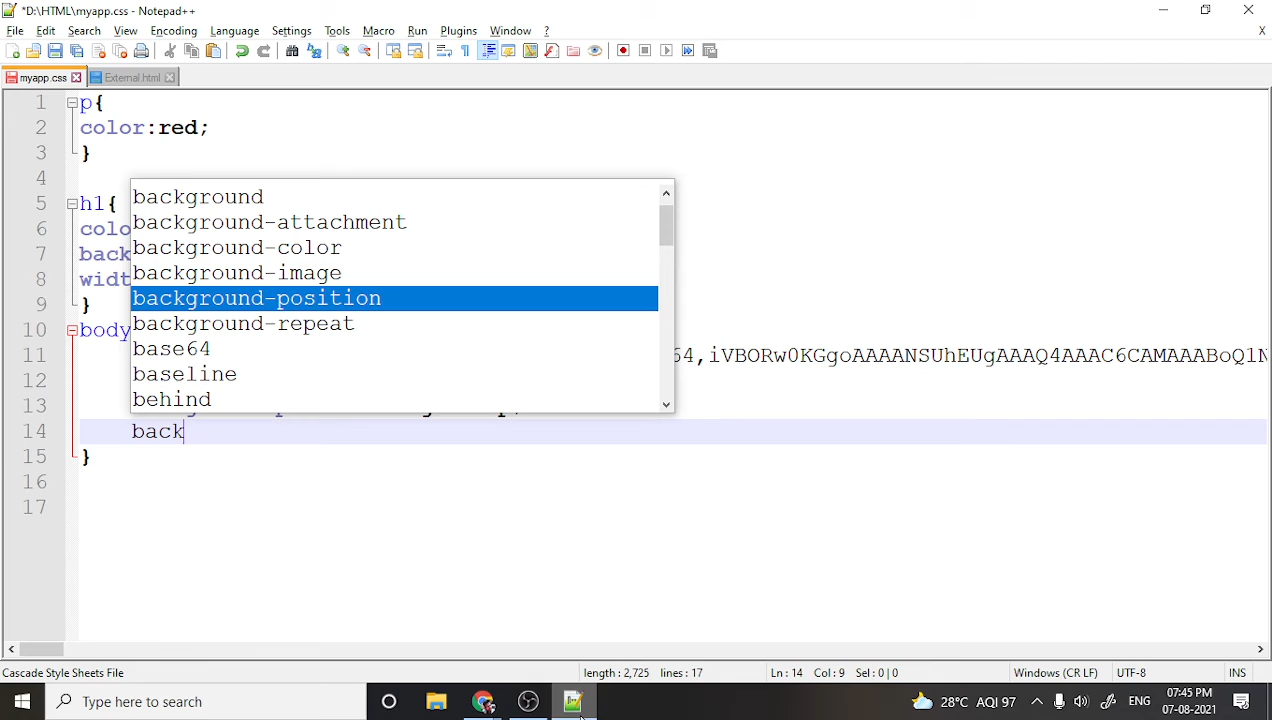 *D:\HTML\myapp.css - Notepad++
File Edit Search View Encoding Language Settings Tools Macro Run Plugins Window ? X
myapp.css External.html
1 p{
2 color:red;
3 }
4
5 h1{
6 colo
7 back
8 widt
9 }
10 body
11 64,iVBORw0KGgoAAAANSUhEUgAAAQ4AAAC6CAMAAABoQ1N
12
13
14 back
15 }
16
17
background
background-attachment
background-color
background-image
background-position
background-repeat
base64
baseline
behind
Cascade Style Sheets File length : 2,725 lines : 17 Ln : 14 Col : 9 Sel : 0 | 0 Windows (CR LF) UTF-8 INS
Type here to search 28°C AQI 97 ENG 07:45 PM
07-08-2021